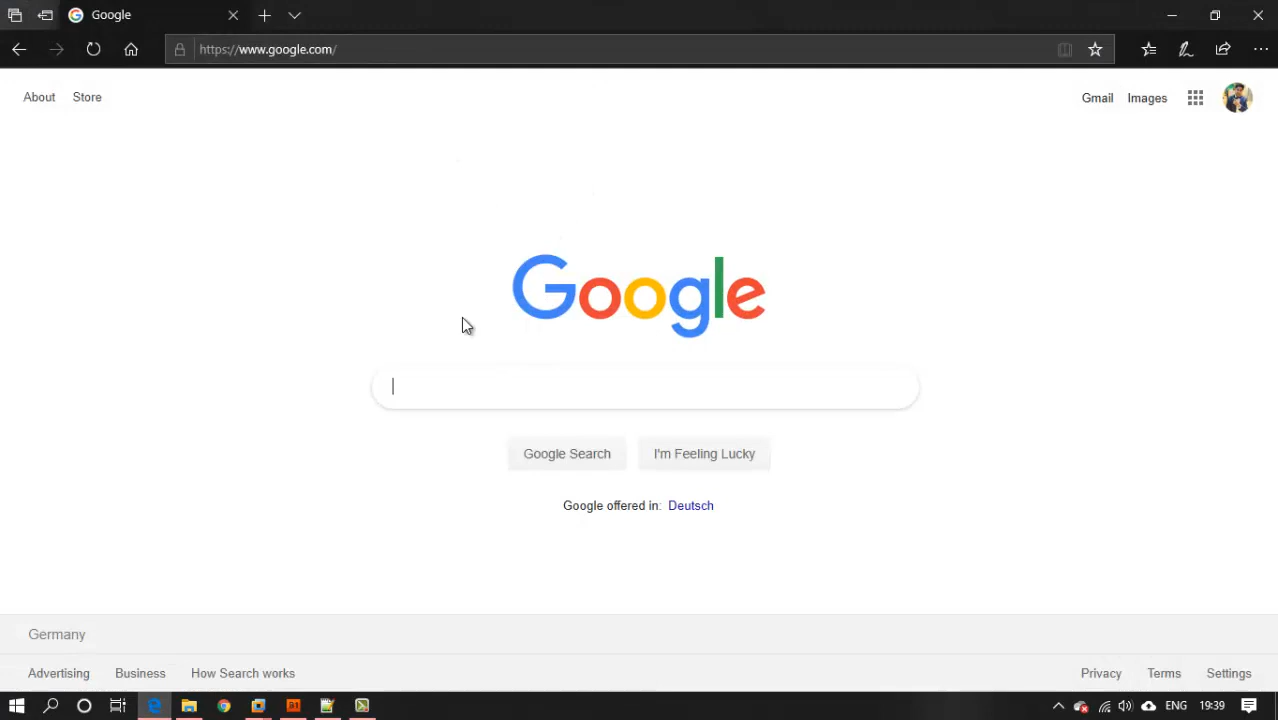 Google
https://www.google.com/
About Store
Gmail Images
Google
Google Search I'm Feeling Lucky
Google offered in: Deutsch
Germany
Advertising Business How Search works
Privacy Terms Settings
ENG 19:39